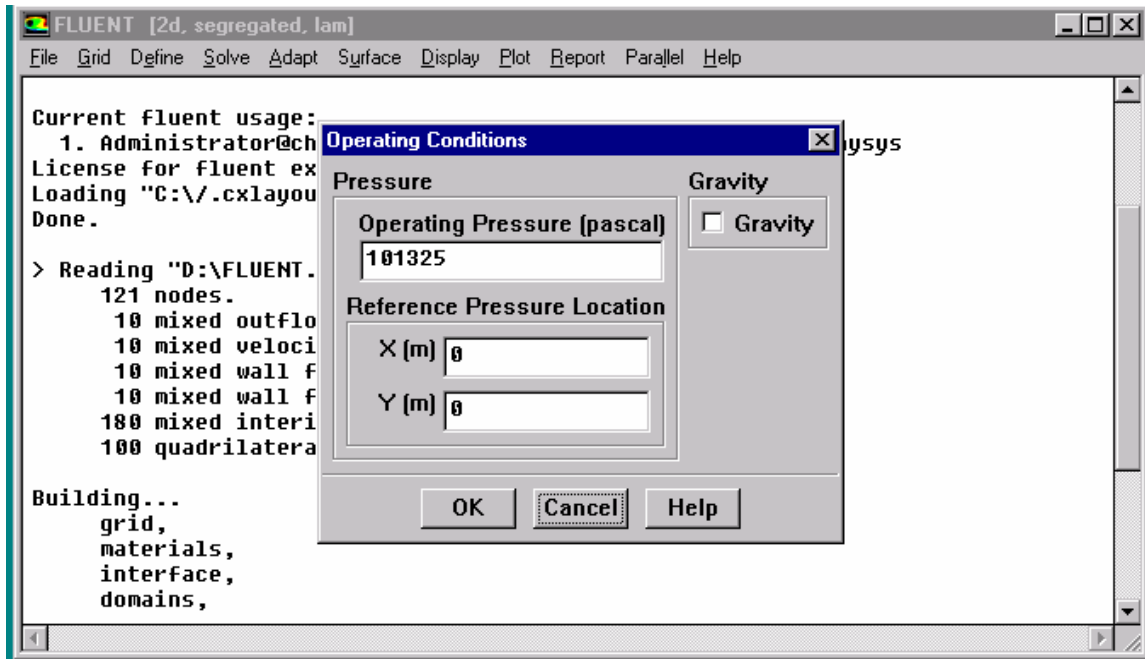 FLUENT [2d, segregated, lam]
File Grid Define Solve Adapt Surface Display Plot Report Parallel Help
Current fluent usage:
1. Administrator@ch
ysys
License for fluent ex
Loading "C:\/.cxlayou
Done.
> Reading "D:\FLUENT.
121 nodes.
10 mixed outflo
10 mixed veloci
10 mixed wall f
10 mixed wall f
180 mixed interi
100 quadrilatera
Building...
grid,
materials,
interface,
domains,
Operating Conditions
Pressure
Operating Pressure (pascal)
101325
Reference Pressure Location
X (m) 0
Y (m) 0
Gravity
Gravity
OK Cancel Help